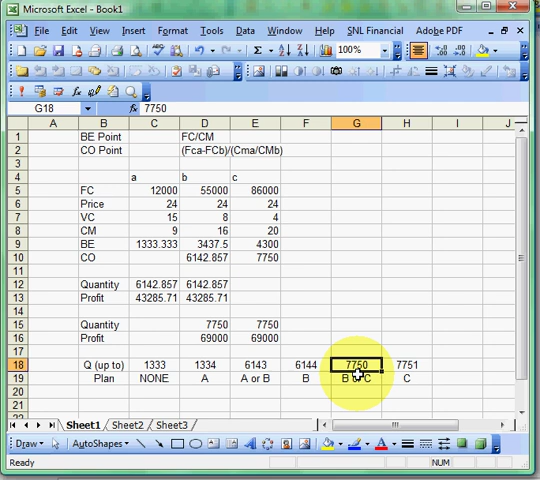 Microsoft Excel - Book1
File Edit View Insert Format Tools Data Window Help
SNL Financial Adobe PDF
100%
G18 fx 7750
A B C D E F G H I J
1 BE Point FC/CM
2 CO Point (Fca-FCb)/(Cma/CMb)
3
4 a b c
5 FC 12000 55000 86000
6 Price 24 24 24
7 VC 15 8 4
8 CM 9 16 20
9 BE 1333.333 3437.5 4300
10 CO 6142.857 7750
11
12 Quantity 6142.857 6142.857
13 Profit 43285.71 43285.71
14
15 Quantity 7750 7750
16 Profit 69000 69000
17
18 Q (up to) 1333 1334 6143 6144 7750 7751
19 Plan NONE A A or B B B or C C
20
21
Sheet1 Sheet2 Sheet3
Draw AutoShapes
Ready NUM